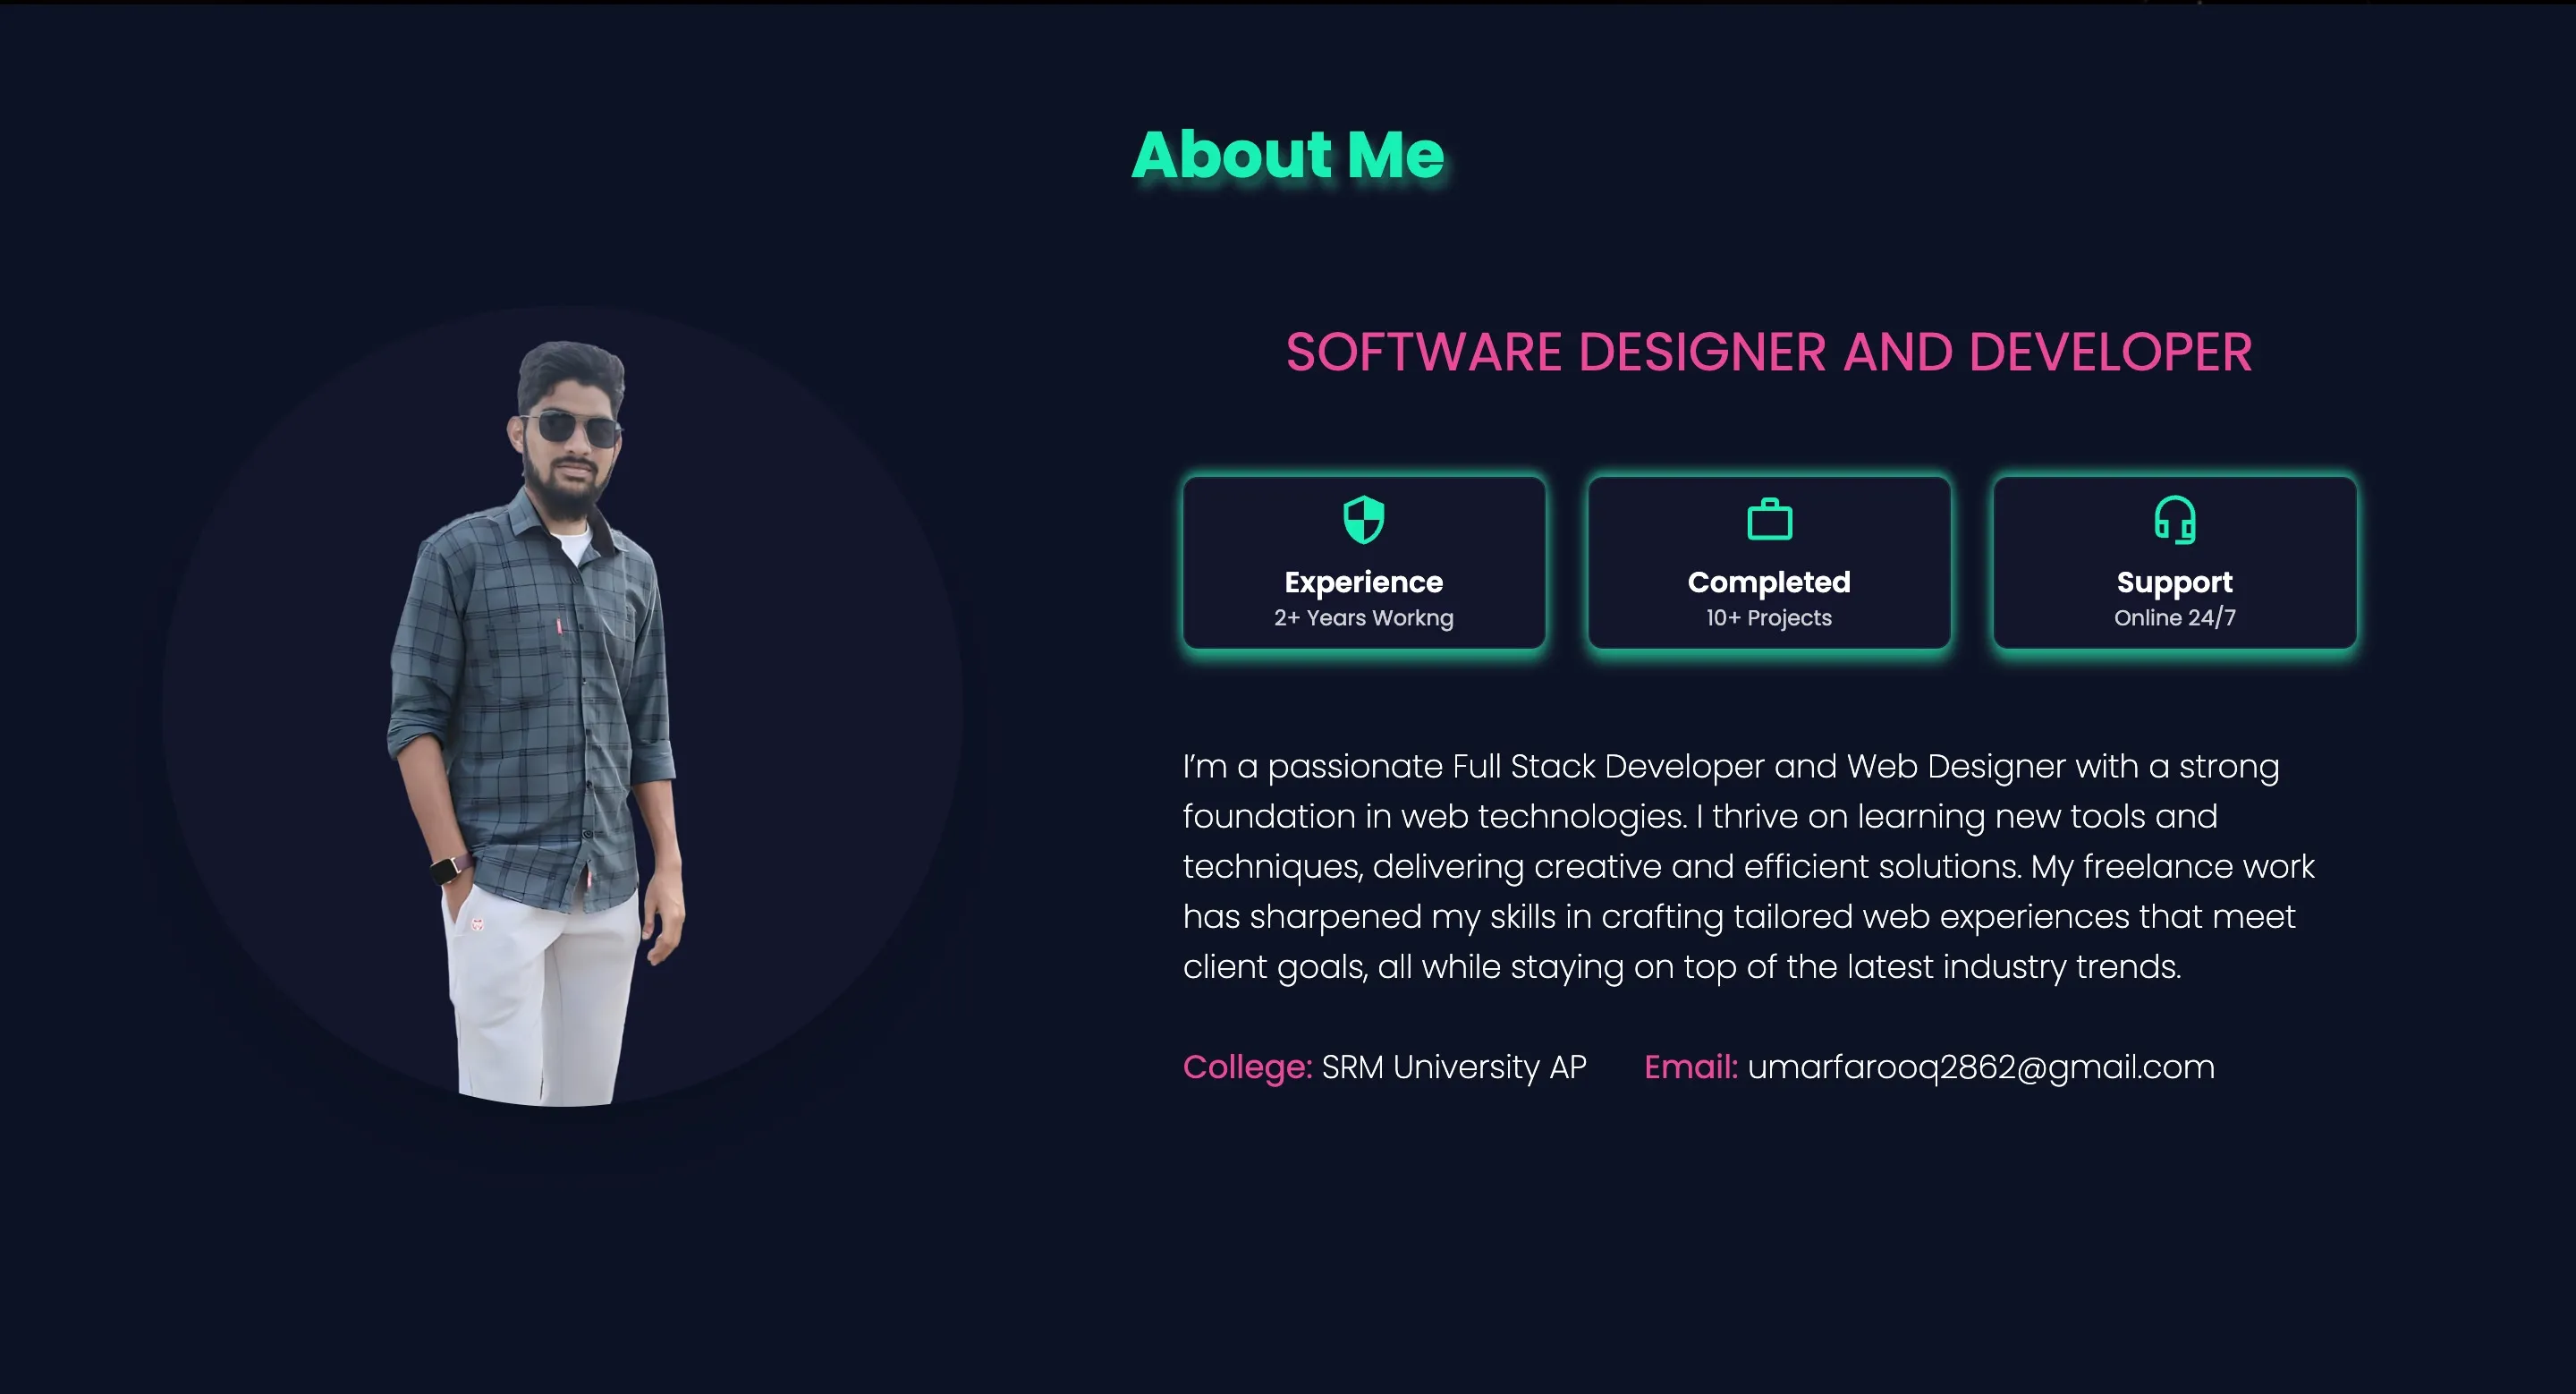 About Me
SOFTWARE DESIGNER AND DEVELOPER
Experience
2+ Years Workng
Completed
10+ Projects
Support
Online 24/7
I’m a passionate Full Stack Developer and Web Designer with a strong
foundation in web technologies. I thrive on learning new tools and
techniques, delivering creative and efficient solutions. My freelance work
has sharpened my skills in crafting tailored web experiences that meet
client goals, all while staying on top of the latest industry trends.
College: SRM University AP Email: umarfarooq2862@gmail.com